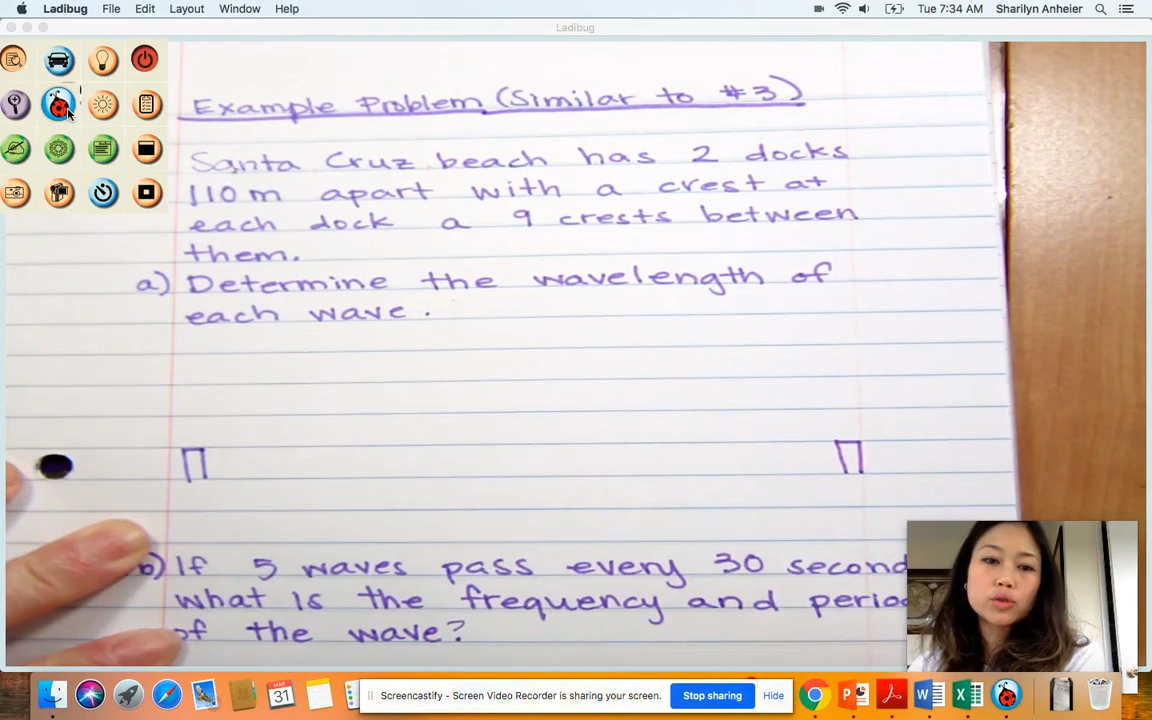 Ladibug File Edit Layout Window Help Tue 7:34 AM Sharilyn Anheier
Ladibug
Example Problem (Similar to #3)
Santa Cruz beach has 2 docks
110m apart with a crest at
each dock a 9 crests between
them.
a) Determine the wavelength of
each wave.
b) If 5 waves pass every 30 second
what is the frequency and perio
of the wave?
MAR
31
Screencastify - Screen Video Recorder is sharing your screen. Stop sharing Hide